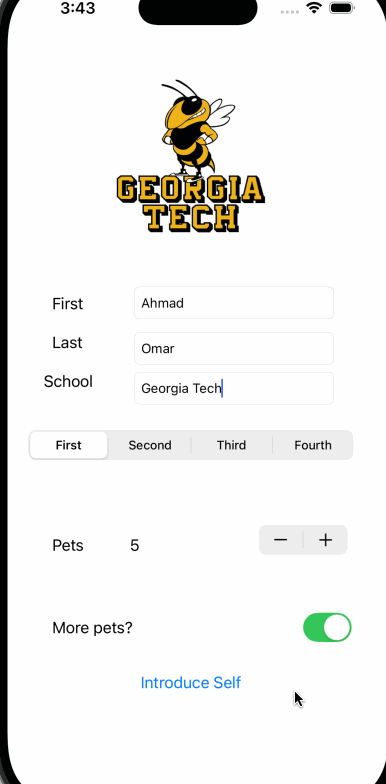 3:43
GEORGIA
TECH
First Ahmad
Last Omar
School Georgia Tech
First Second Third Fourth
Pets 5 − +
More pets?
Introduce Self